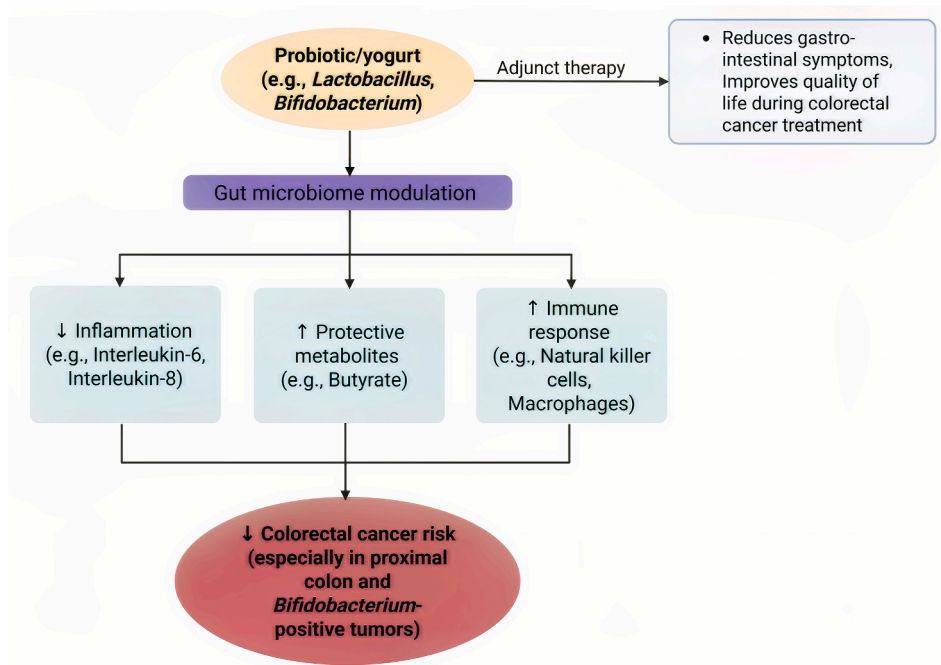 Probiotic/yogurt
(e.g., Lactobacillus,
Bifidobacterium)
Adjunct therapy
• Reduces gastro-
intestinal symptoms,
Improves quality of
life during colorectal
cancer treatment
Gut microbiome modulation
↓ Inflammation
(e.g., Interleukin-6,
Interleukin-8)
↑ Protective
metabolites
(e.g., Butyrate)
↑ Immune
response
(e.g., Natural killer
cells,
Macrophages)
↓ Colorectal cancer risk
(especially in proximal
colon and
Bifidobacterium-
positive tumors)